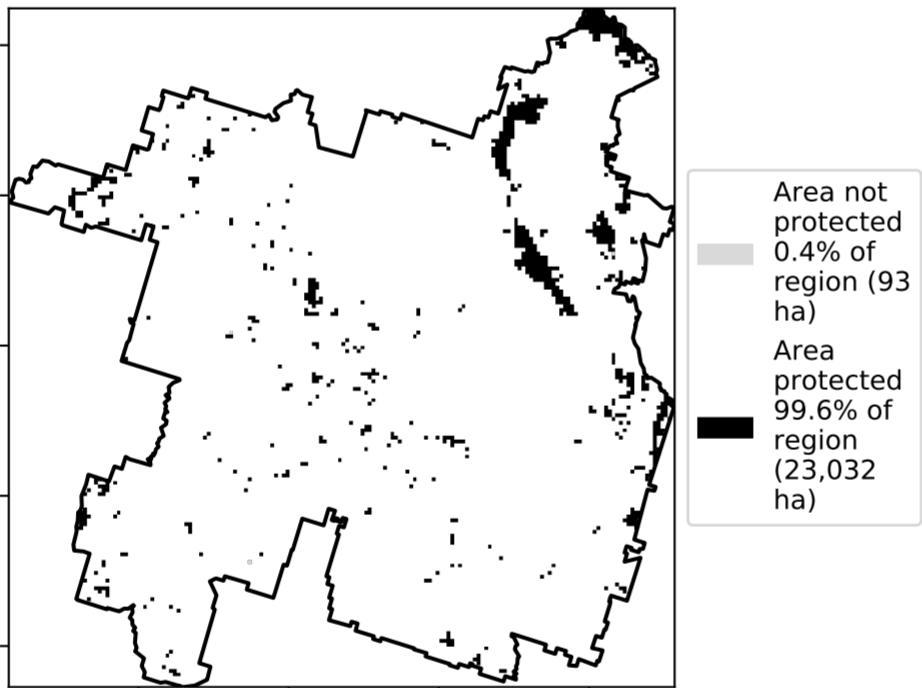 Area not
protected
0.4% of
region (93
ha)
Area
protected
99.6% of
region
(23,032
ha)